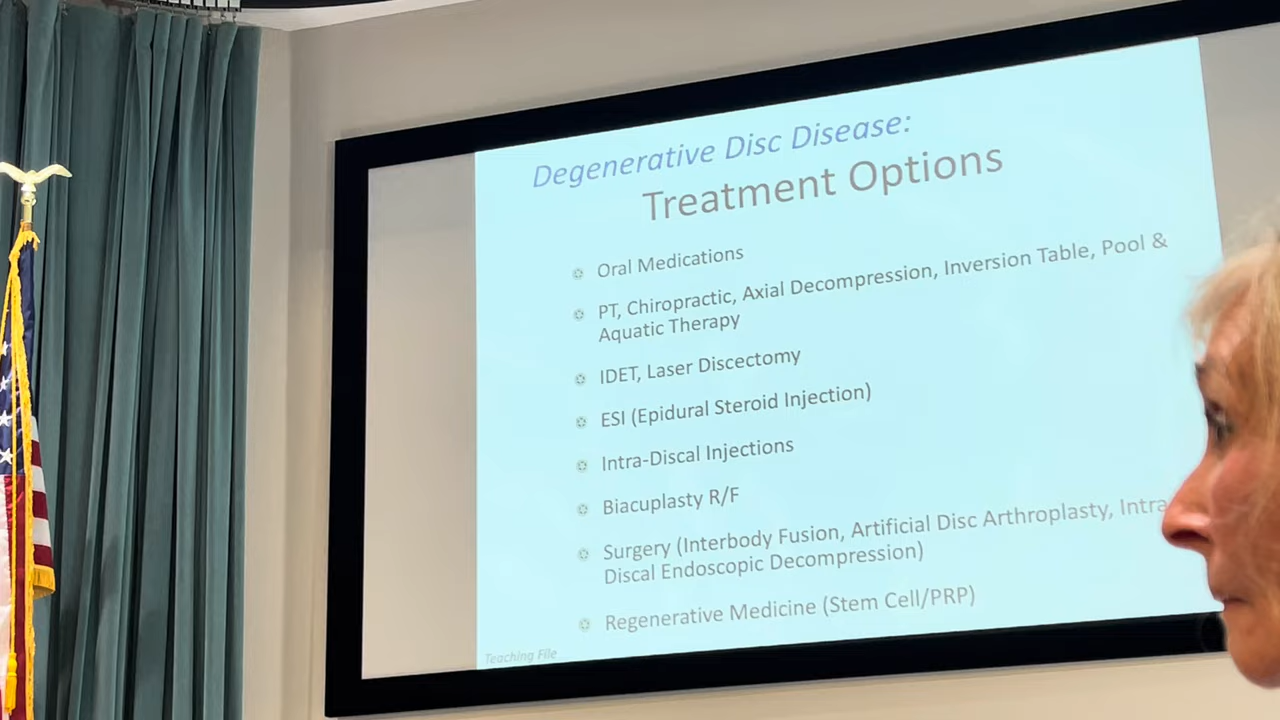 Degenerative Disc Disease:
Treatment Options
Oral Medications
PT, Chiropractic, Axial Decompression, Inversion Table, Pool &
Aquatic Therapy
IDET, Laser Discectomy
ESI (Epidural Steroid Injection)
Intra-Discal Injections
Biacuplasty R/F
Surgery (Interbody Fusion, Artificial Disc Arthroplasty, Intra
Discal Endoscopic Decompression)
Regenerative Medicine (Stem Cell/PRP)
Teaching File